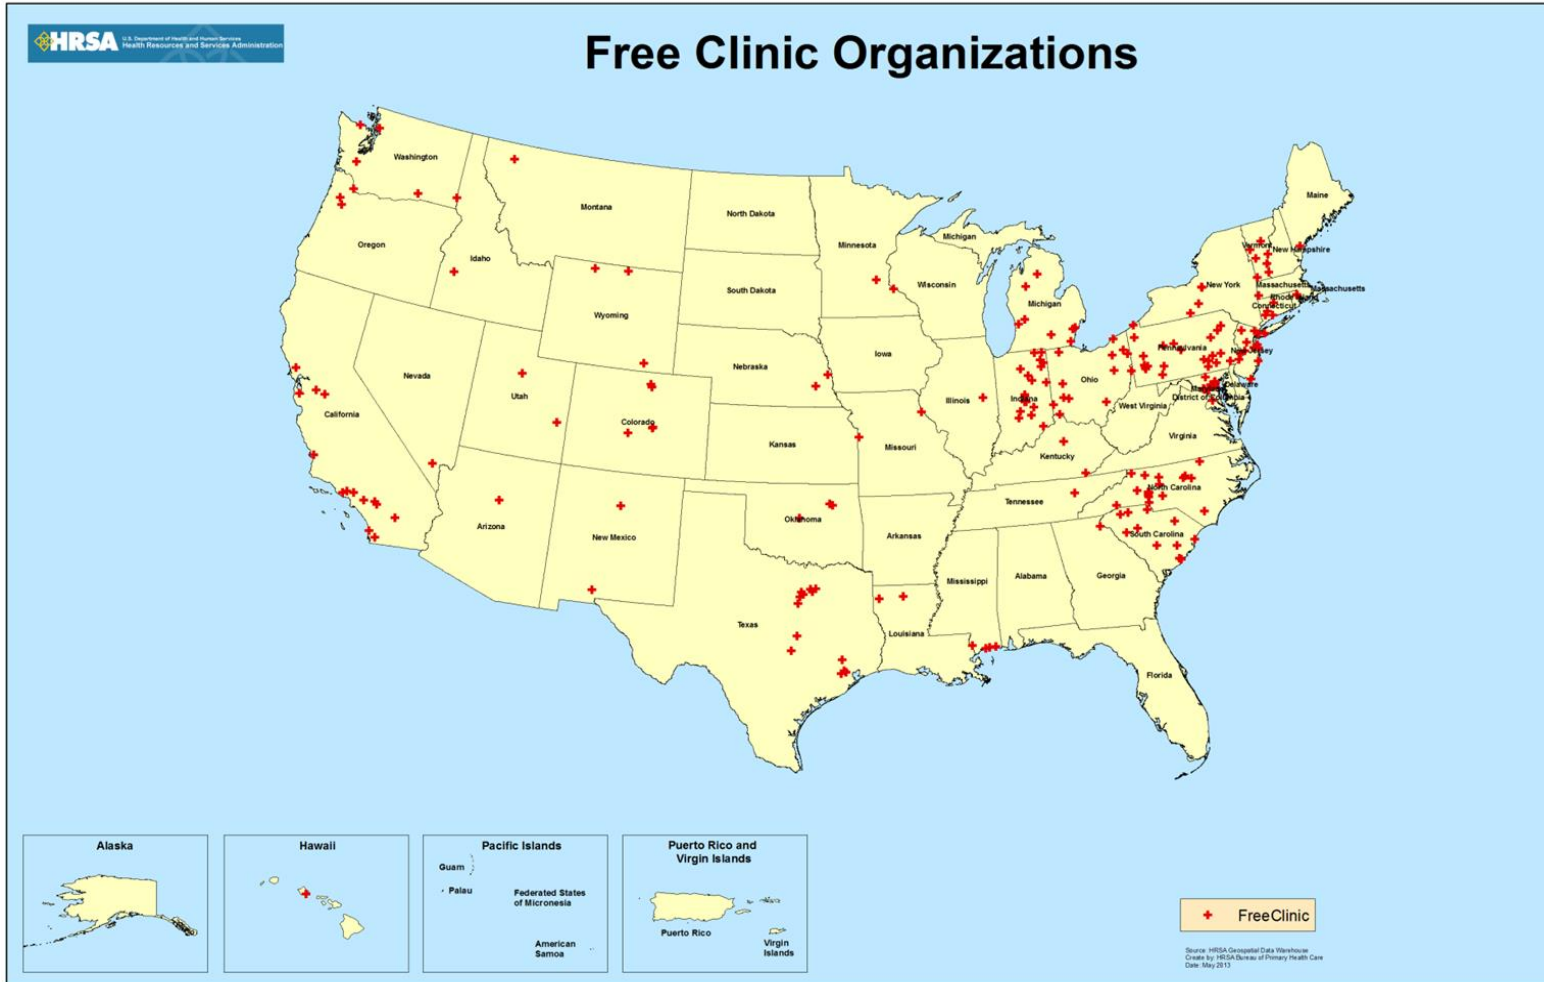 HRSA
U.S. Department of Health and Human Services
Health Resources and Services Administration
Free Clinic Organizations
Washington
Montana
North Dakota
Minnesota
Michigan
Maine
Oregon
Idaho
Wisconsin
Vermont
New Hampshire
South Dakota
Michigan
New York
Massachusetts
Massachusetts
Rhode Island
Connecticut
Wyoming
Iowa
Pennsylvania
New Jersey
Nebraska
Nevada
Utah
Ohio
Illinois
Indiana
Delaware
District of Columbia
California
Colorado
West Virginia
Kansas
Missouri
Virginia
Kentucky
Tennessee
North Carolina
Arizona
New Mexico
Oklahoma
Arkansas
South Carolina
Mississippi
Alabama
Georgia
Texas
Louisiana
Florida
Alaska
Hawaii
Pacific Islands
Guam
Palau
Federated States
of Micronesia
American
Samoa
Puerto Rico and
Virgin Islands
Puerto Rico
Virgin
Islands
FreeClinic
Source: HRSA Geospatial Data Warehouse
Create by: HRSA Bureau of Primary Health Care
Date: May 2013